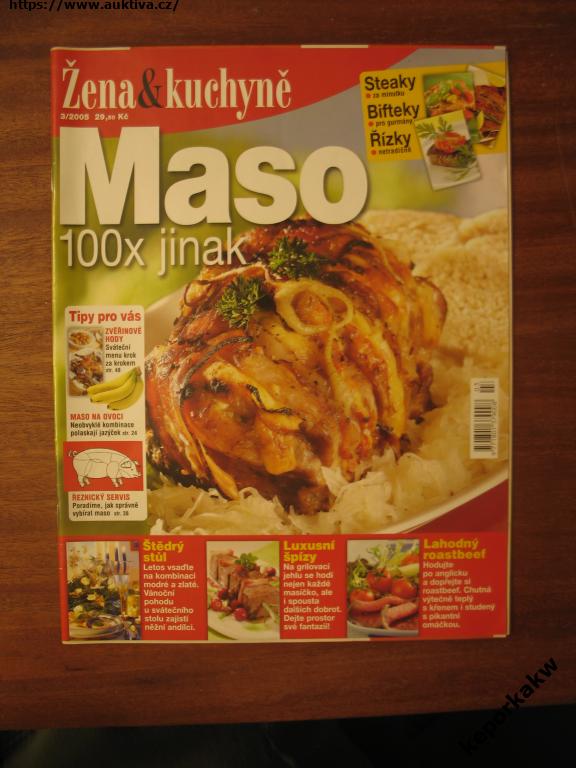 https://www.auktiva.cz/
Žena&kuchyně
3/2005 29,80 Kč
Steaky
za minutku
Bifteky
pro gurmány
Řízky
netradičně
Maso
100x jinak
Tipy pro vás
ZVĚŘINOVÉ
HODY
Sváteční
menu krok
za krokem
str. 48
MASO NA OVOCI
Neobvyklé kombinace
polaskají jazýček str. 24
ŘEZNICKÝ SERVIS
Poradíme, jak správně
vybírat maso str. 38
Štědrý
stůl
Letos vsaďte
na kombinaci
modré a zlaté.
Vánoční
pohodu
u svátečního
stolu zajistí
něžní andílci.
Luxusní
špízy
Na grilovací
jehlu se hodí
nejen každé
masíčko, ale
i spousta
dalších dobrot.
Dejte prostor
své fantazii!
Lahodný
roastbeef
Hodujte
po anglicku
a dopřejte si
roastbeef. Chutná
výtečně teplý
s křenem i studený
s pikantní
omáčkou.
keporkakw